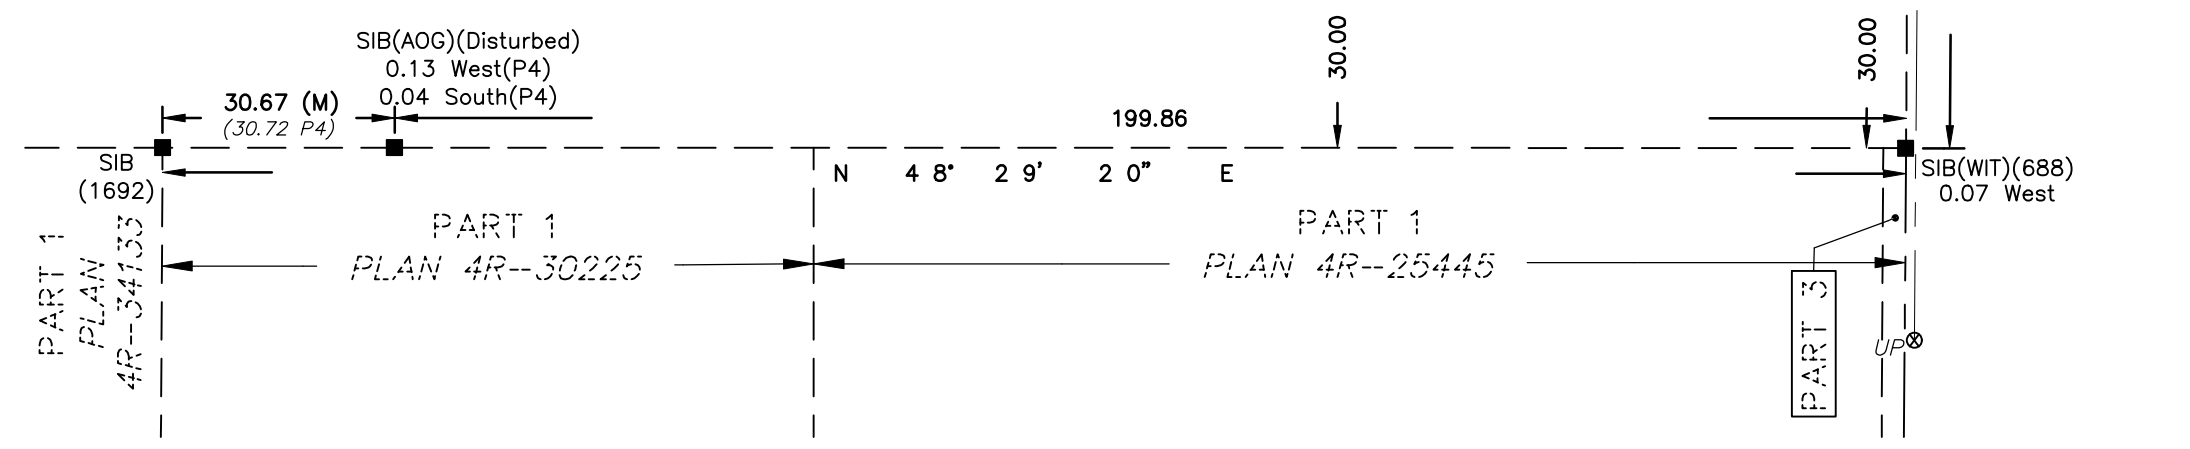 SIB(AOG)(Disturbed)
0.13 West(P4)
0.04 South(P4)
30.67 (M)
(30.72 P4)
199.86
30.00
30.00
SIB
(1692)
N 48° 29' 20" E
SIB(WIT)(688)
0.07 West
PART 1
PLAN
4R--34133
PART 1
PLAN 4R--30225
PART 1
PLAN 4R--25445
PART 3
UP